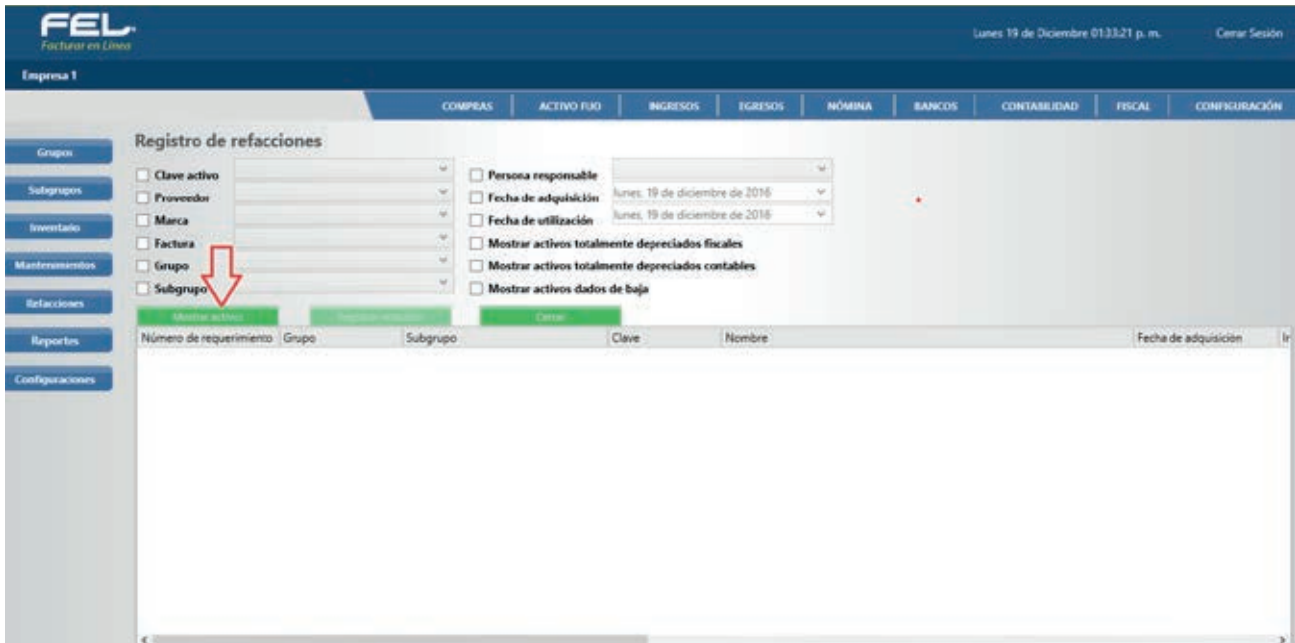 FEL
Facturar en Línea
Lunes 19 de Diciembre 01:33:21 p. m.
Cerrar Sesión
Empresa 1
COMPRAS
ACTIVO FIJO
INGRESOS
EGRESOS
NÓMINA
BANCOS
CONTABILIDAD
FISCAL
CONFIGURACIÓN
Grupos
Subgrupos
Inventario
Mantenimientos
Refacciones
Reportes
Configuraciones
Registro de refacciones
Clave activo
Proveedor
Marca
Factura
Grupo
Subgrupo
Persona responsable
Fecha de adquisición
lunes, 19 de diciembre de 2016
Fecha de utilización
lunes, 19 de diciembre de 2016
Mostrar activos totalmente depreciados fiscales
Mostrar activos totalmente depreciados contables
Mostrar activos dados de baja
Mostrar activos
Cerrar
Número de requerimiento
Grupo
Subgrupo
Clave
Nombre
Fecha de adquisición